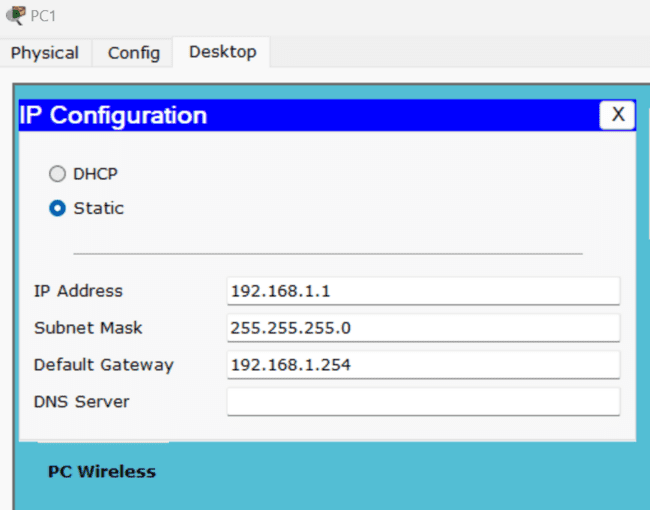 PC1
Physical Config Desktop
IP Configuration X
DHCP
Static
IP Address 192.168.1.1
Subnet Mask 255.255.255.0
Default Gateway 192.168.1.254
DNS Server
PC Wireless